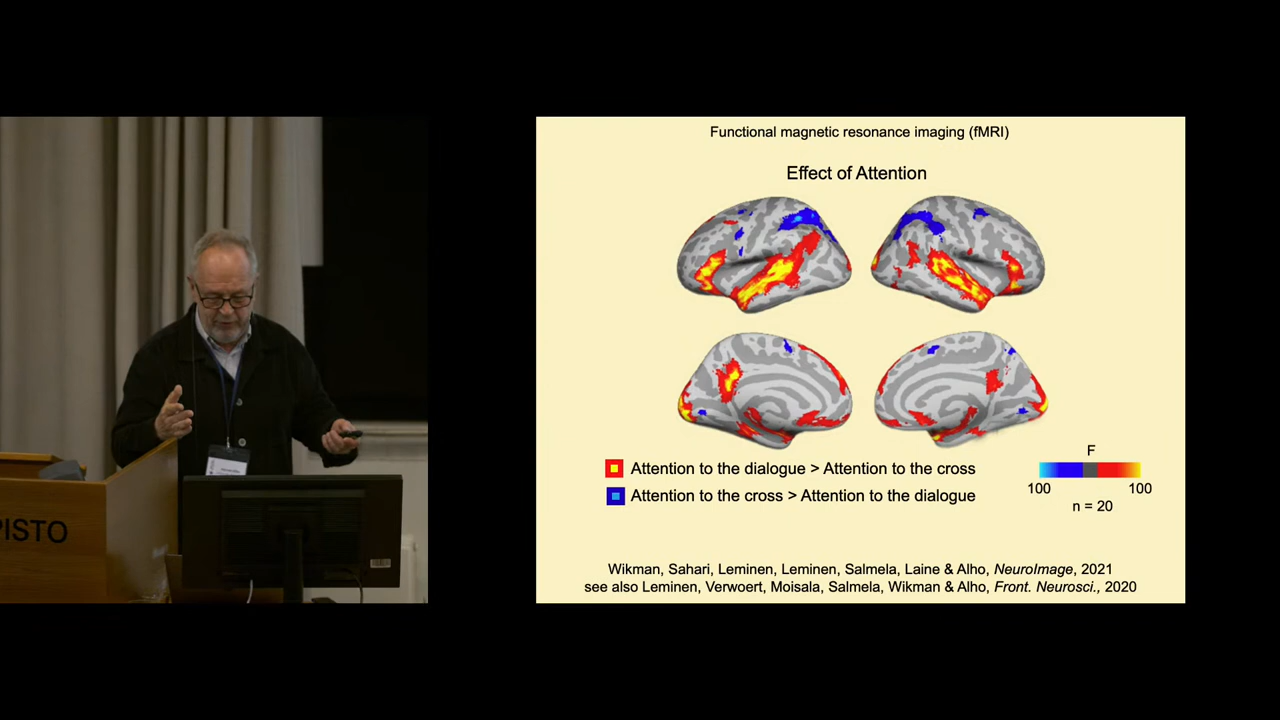 PISTO
Functional magnetic resonance imaging (fMRI)
Effect of Attention
Attention to the dialogue > Attention to the cross
Attention to the cross > Attention to the dialogue
F
100 100
n = 20
Wikman, Sahari, Leminen, Leminen, Salmela, Laine & Alho, NeuroImage, 2021
see also Leminen, Verwoert, Moisala, Salmela, Wikman & Alho, Front. Neurosci., 2020